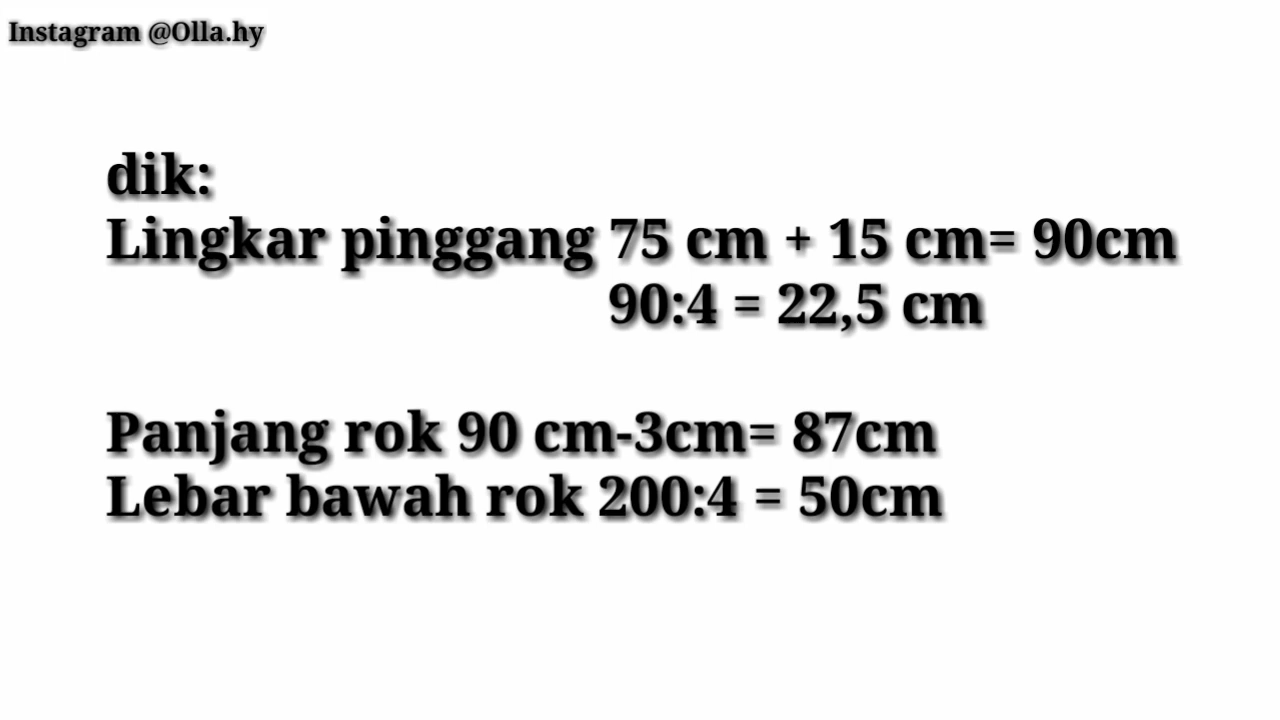 Instagram @Olla.hy
dik:
Lingkar pinggang 75 cm + 15 cm= 90cm
90:4 = 22,5 cm
Panjang rok 90 cm-3cm= 87cm
Lebar bawah rok 200:4 = 50cm